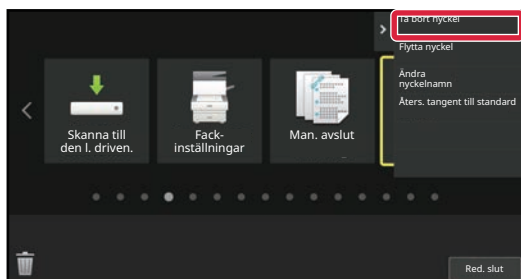 Ta bort nyckel
Flytta nyckel
Ändra
nyckelnamn
Åters. tangent till standard
Skanna till
den l. driven.
Fack-
inställningar
Man. avslut
Red. slut